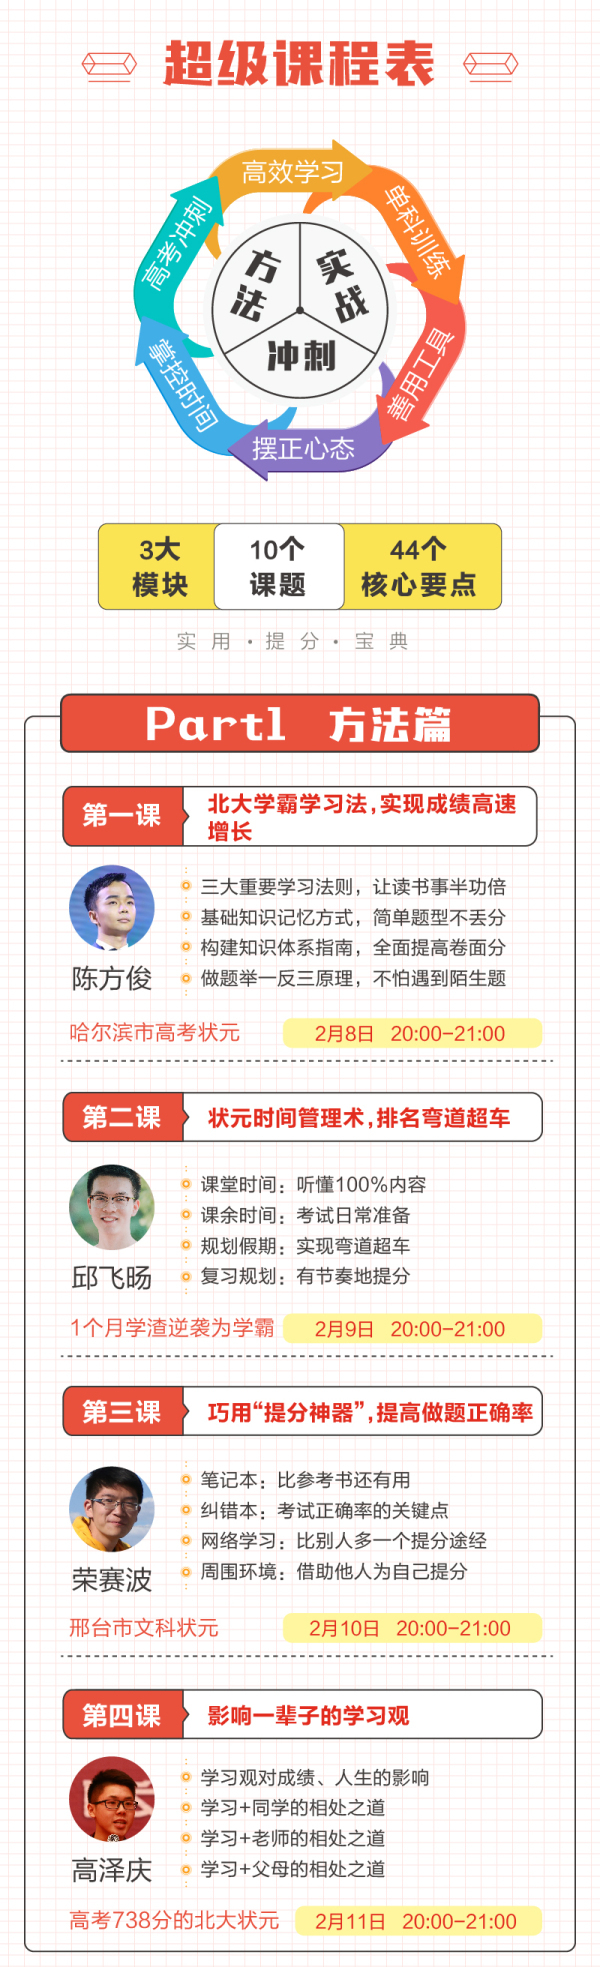 超级课程表
高效学习
单科训练
善用工具
摆正心态
掌控时间
高考冲刺
方法
实战
冲刺
3大
模块
10个
课题
44个
核心要点
实用·提分·宝典
Part1 方法篇
第一课
北大学霸学习法,实现成绩高速
增长
三大重要学习法则，让读书事半功倍
基础知识记忆方式，简单题型不丢分
构建知识体系指南，全面提高卷面分
做题举一反三原理，不怕遇到陌生题
陈方俊
哈尔滨市高考状元
2月8日 20:00-21:00
第二课
状元时间管理术,排名弯道超车
课堂时间：听懂100%内容
课余时间：考试日常准备
规划假期：实现弯道超车
复习规划：有节奏地提分
邱飞旸
1个月学渣逆袭为学霸
2月9日 20:00-21:00
第三课
巧用“提分神器”,提高做题正确率
笔记本：比参考书还有用
纠错本：考试正确率的关键点
网络学习：比别人多一个提分途经
周围环境：借助他人为自己提分
荣赛波
邢台市文科状元
2月10日 20:00-21:00
第四课
影响一辈子的学习观
学习观对成绩、人生的影响
学习+同学的相处之道
学习+老师的相处之道
学习+父母的相处之道
高泽庆
高考738分的北大状元
2月11日 20:00-21:00